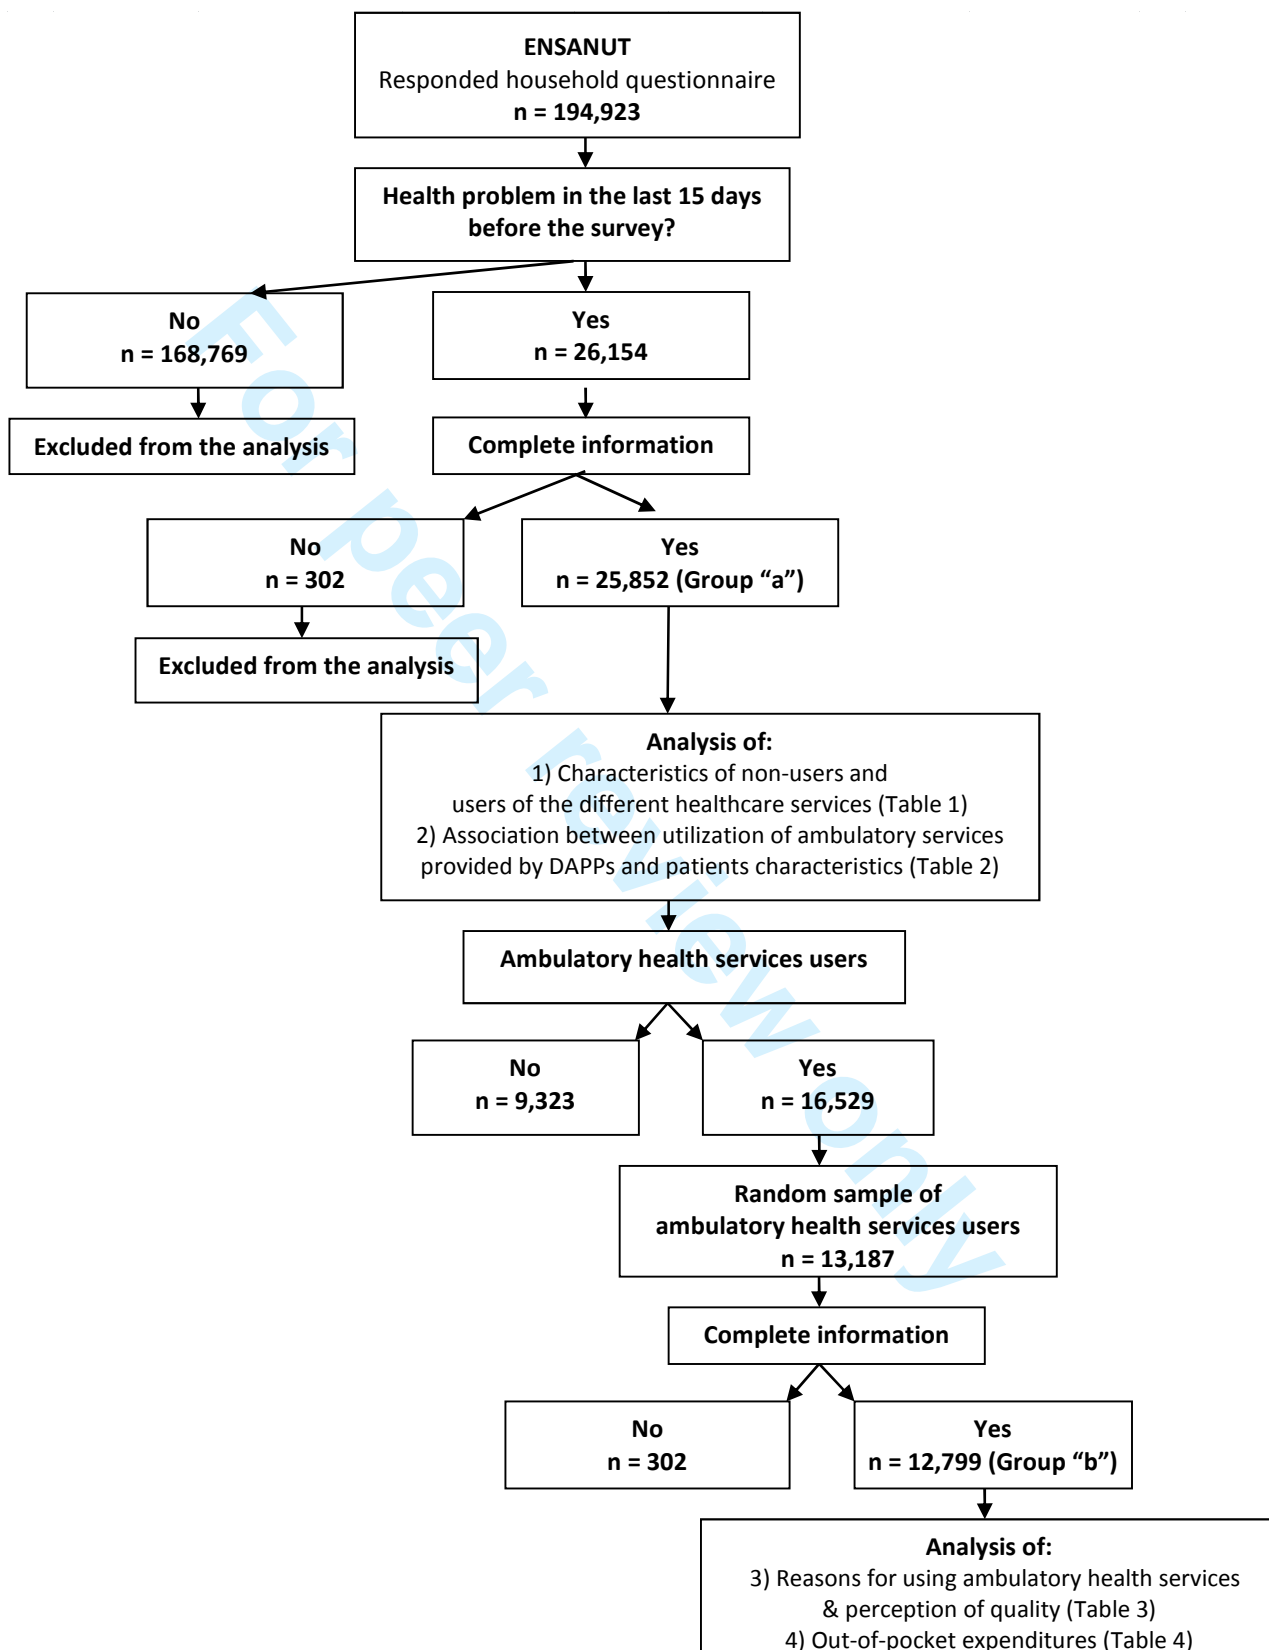 ENSANUT
Responded household questionnaire
n = 194,923
Health problem in the last 15 days
before the survey?
No
n = 168,769
Yes
n = 26,154
Excluded from the analysis
Complete information
No
n = 302
Yes
n = 25,852 (Group “a”)
Excluded from the analysis
Analysis of:
1) Characteristics of non-users and
users of the different healthcare services (Table 1)
2) Association between utilization of ambulatory services
provided by DAPPs and patients characteristics (Table 2)
Ambulatory health services users
No
n = 9,323
Yes
n = 16,529
Random sample of
ambulatory health services users
n = 13,187
Complete information
No
n = 302
Yes
n = 12,799 (Group “b”)
Analysis of:
3) Reasons for using ambulatory health services
& perception of quality (Table 3)
4) Out-of-pocket expenditures (Table 4)
For peer review only